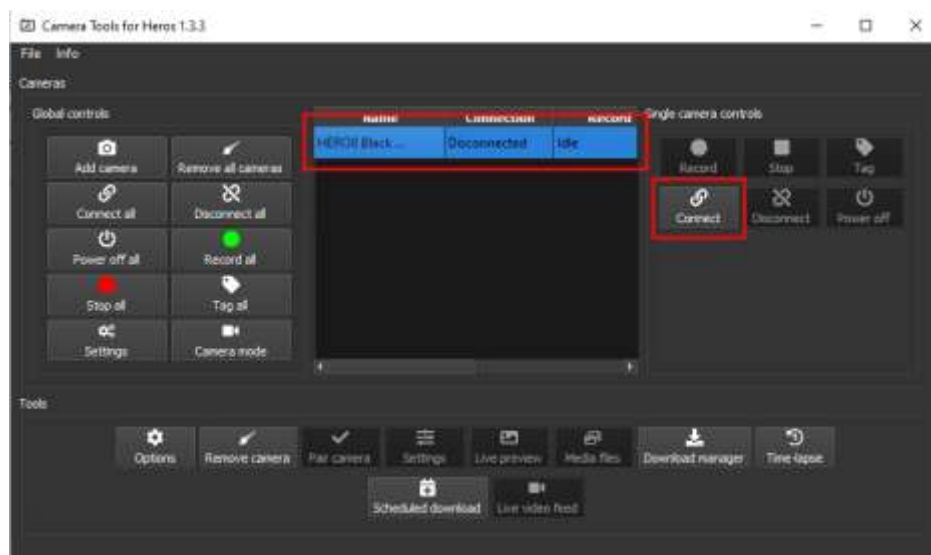 Camera Tools for Heros 1.3.3
File Info
Cameras
Global controls
Name Connection Record
Single camera controls
HERO8 Black ... Disconnected Idle
Add camera Remove all cameras
Record Stop Tag
Connect all Disconnect all
Connect Disconnect Power off
Power off all Record all
Stop all Tag all
Settings Camera mode
Tools
Options Remove camera Pair camera Settings Live preview Media files Download manager Time-lapse
Scheduled download Live video feed